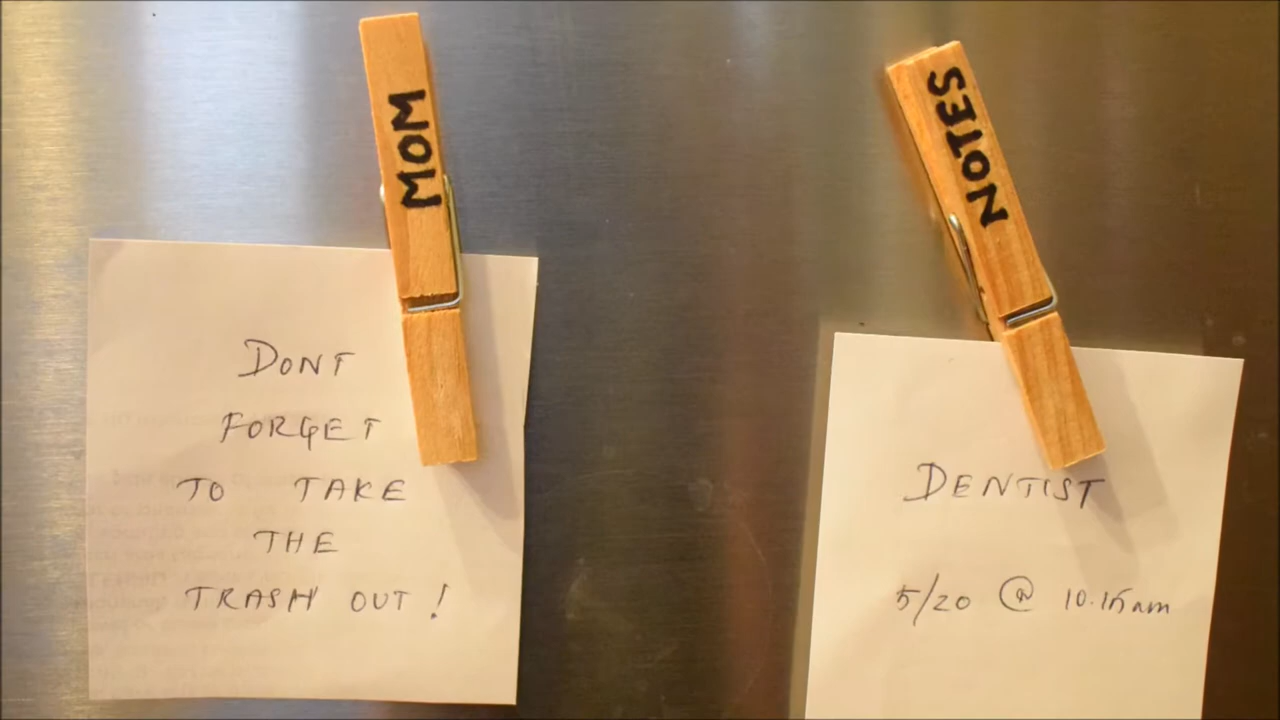 MOM
DONT
FORGET
TO TAKE
THE
TRASH OUT!
NOTES
DENTIST
5/20 @ 10.15am